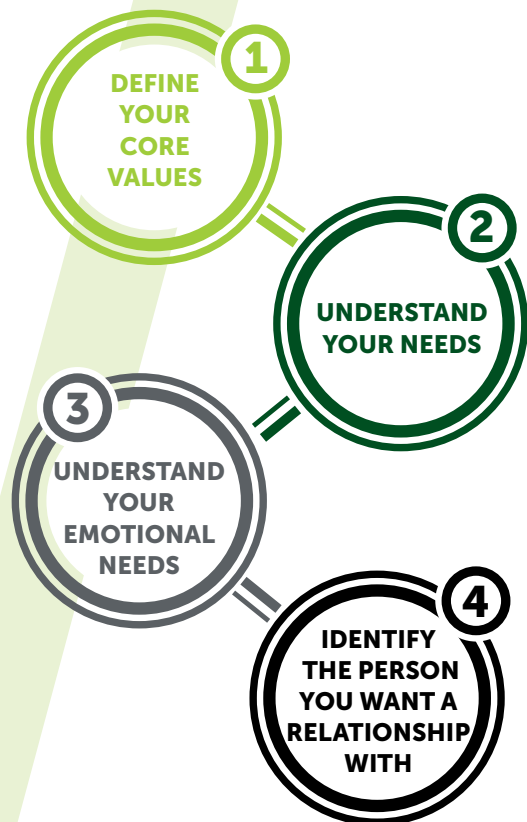 1
DEFINE
YOUR
CORE
VALUES
2
UNDERSTAND
YOUR NEEDS
3
UNDERSTAND
YOUR
EMOTIONAL
NEEDS
4
IDENTIFY
THE PERSON
YOU WANT A
RELATIONSHIP
WITH